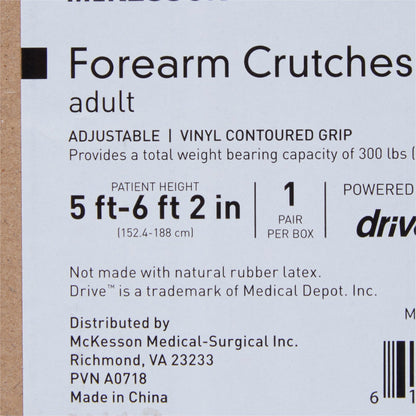 McKESSON
Forearm Crutches
adult
ADJUSTABLE | VINYL CONTOURED GRIP
Provides a total weight bearing capacity of 300 lbs (
PATIENT HEIGHT
5 ft-6 ft 2 in
(152.4-188 cm)
1
PAIR
PER BOX
POWERED
drive
Not made with natural rubber latex.
Drive™ is a trademark of Medical Depot. Inc.
Distributed by
McKesson Medical-Surgical Inc.
Richmond, VA 23233
PVN A0718
Made in China
M
6 1